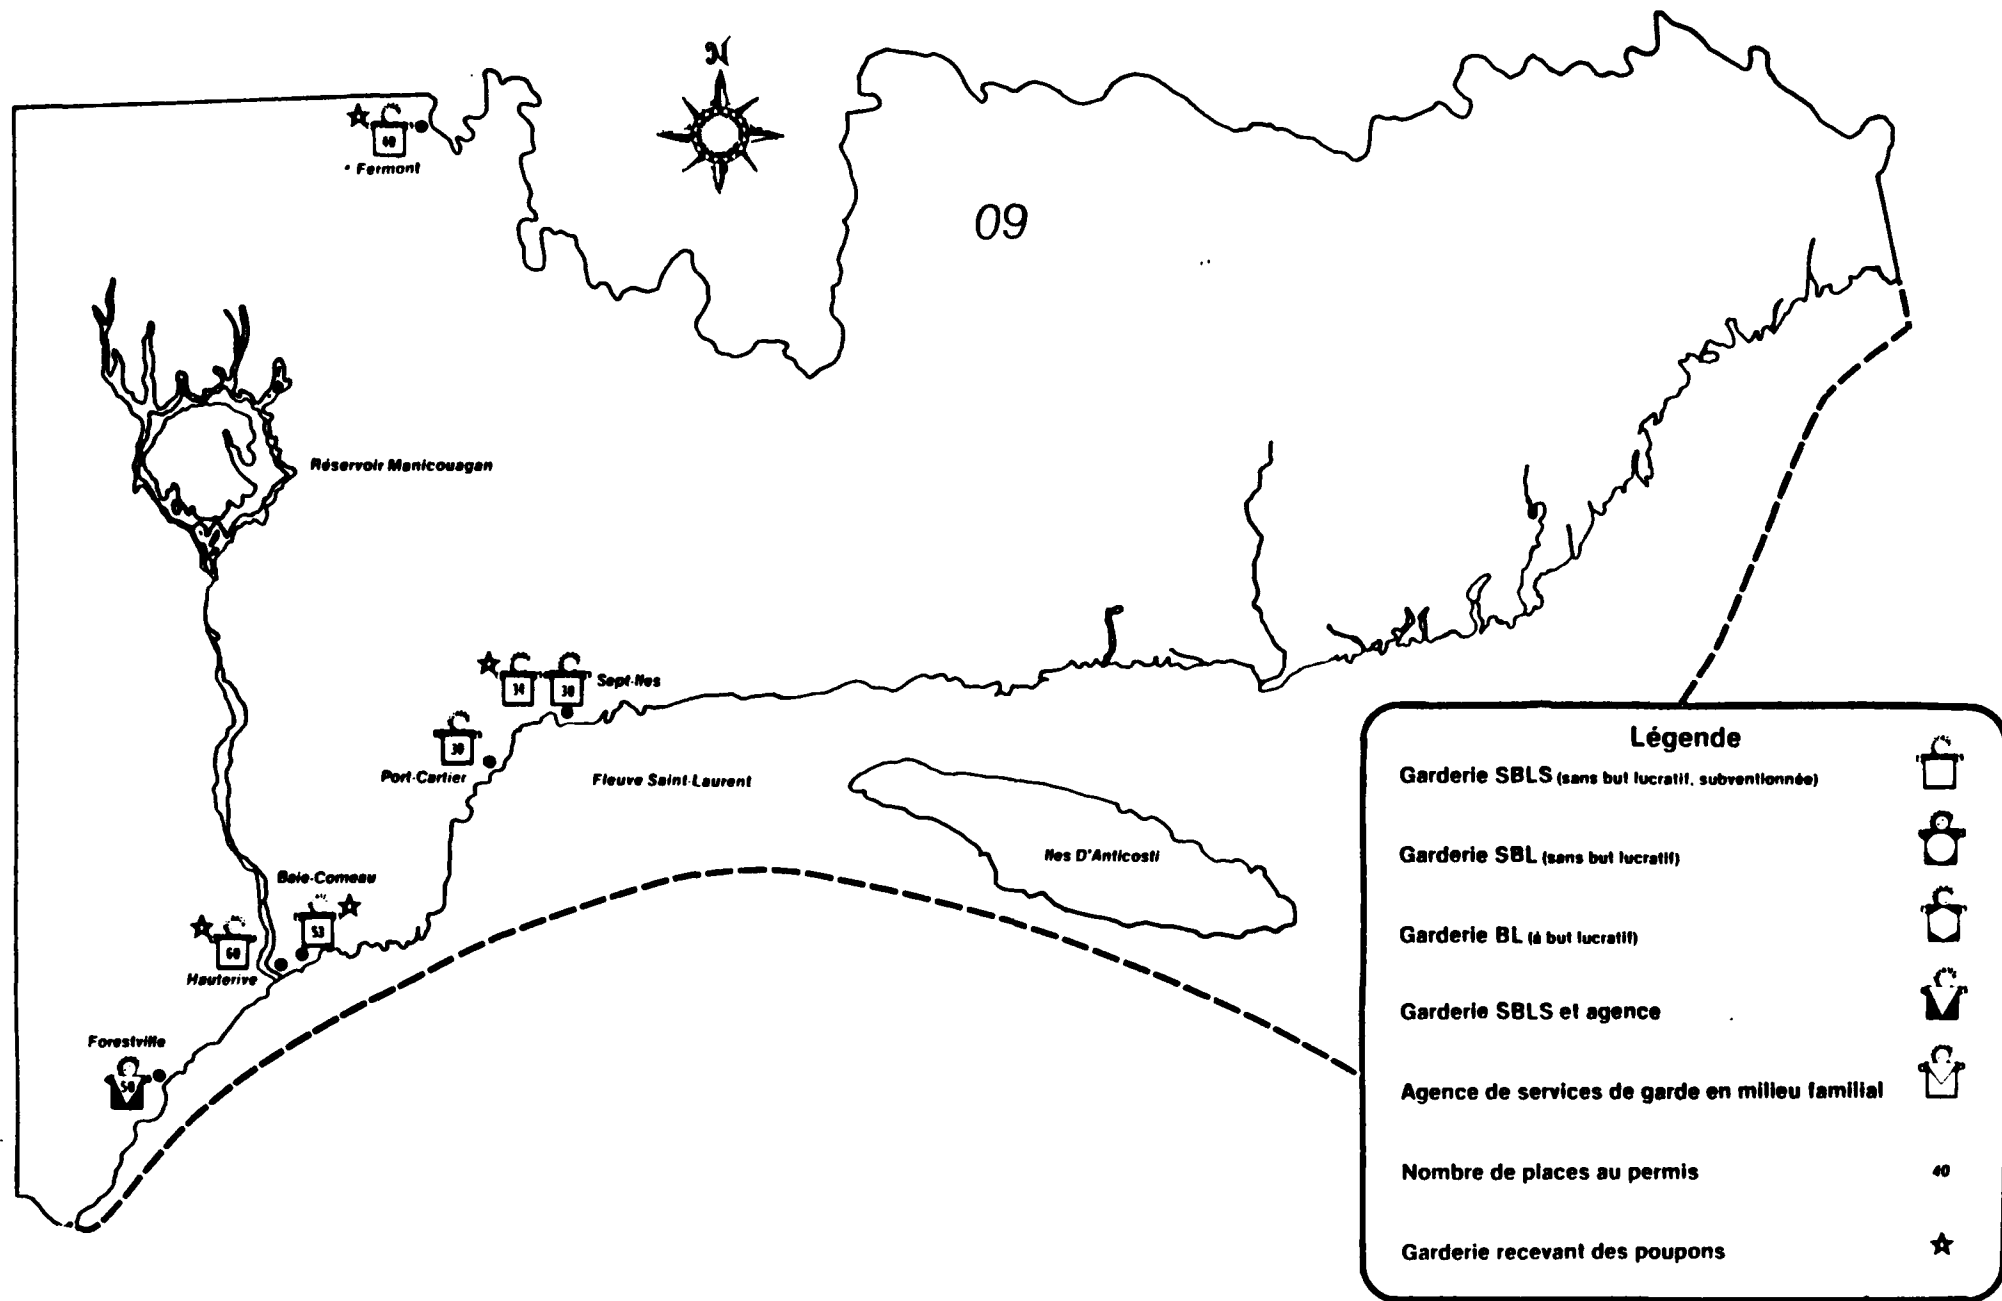 N
09
60
Fermont
Réservoir Manicouagan
30
Sept-Iles
30
Port-Cartier
Fleuve Saint-Laurent
Iles D'Anticosti
Baie-Comeau
53
60
Hauterive
Forestville
50
Légende
Garderie SBLS (sans but lucratif, subventionnée)
Garderie SBL (sans but lucratif)
Garderie BL (à but lucratif)
Garderie SBLS et agence
Agence de services de garde en milieu familial
Nombre de places au permis 40
Garderie recevant des poupons